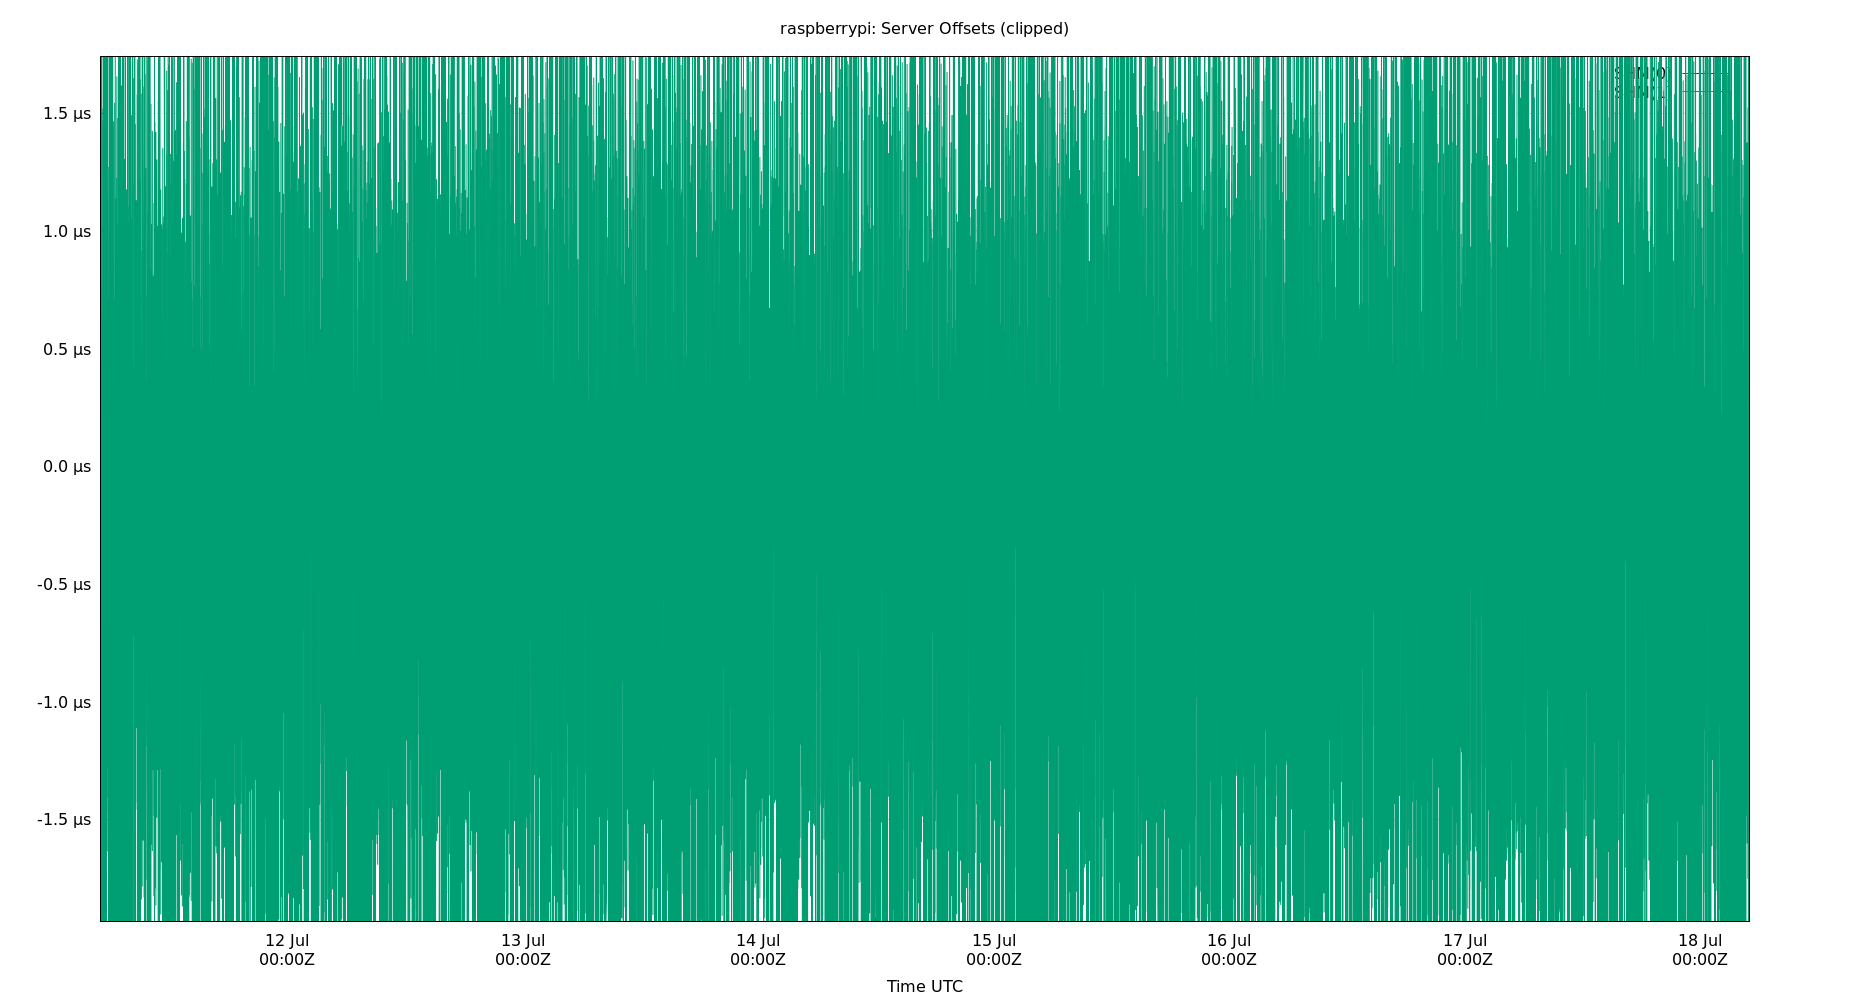 raspberrypi: Server Offsets (clipped)
1.5 µs
1.0 µs
0.5 µs
0.0 µs
-0.5 µs
-1.0 µs
-1.5 µs
12 Jul
00:00Z
13 Jul
00:00Z
14 Jul
00:00Z
15 Jul
00:00Z
16 Jul
00:00Z
17 Jul
00:00Z
18 Jul
00:00Z
Time UTC